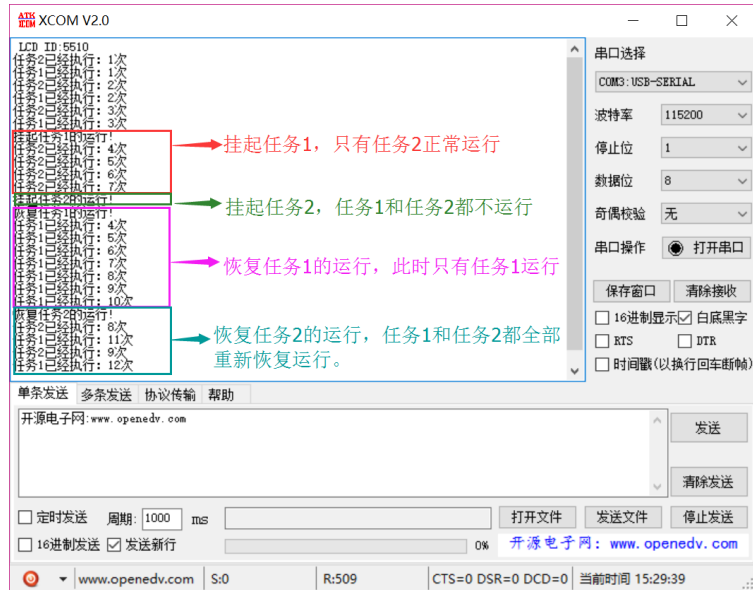 ATK XCOM XCOM V2.0
LCD ID:5510
任务2已经执行：1次
任务1已经执行：1次
任务2已经执行：2次
任务1已经执行：2次
任务2已经执行：3次
任务1已经执行：3次
挂起任务1的运行!
任务2已经执行：4次
任务2已经执行：5次
任务2已经执行：6次
任务2已经执行：7次
挂起任务2的运行!
恢复任务1的运行!
任务1已经执行：4次
任务1已经执行：5次
任务1已经执行：6次
任务1已经执行：7次
任务1已经执行：8次
任务1已经执行：9次
任务1已经执行：10次
恢复任务2的运行!
任务2已经执行：8次
任务1已经执行：11次
任务2已经执行：9次
任务1已经执行：12次
挂起任务1，只有任务2正常运行
挂起任务2，任务1和任务2都不运行
恢复任务1的运行，此时只有任务1运行
恢复任务2的运行，任务1和任务2都全部
重新恢复运行。
串口选择
COM3:USB-SERIAL
波特率 115200
停止位 1
数据位 8
奇偶校验 无
串口操作 打开串口
保存窗口 清除接收
16进制显示 白底黑字
RTS DTR
时间戳(以换行回车断帧)
单条发送 多条发送 协议传输 帮助
开源电子网:www.openedv.com
发送
清除发送
定时发送 周期: 1000 ms 打开文件 发送文件 停止发送
16进制发送 发送新行 0% 开源电子网：www.openedv.com
www.openedv.com S:0 R:509 CTS=0 DSR=0 DCD=0 当前时间 15:29:39